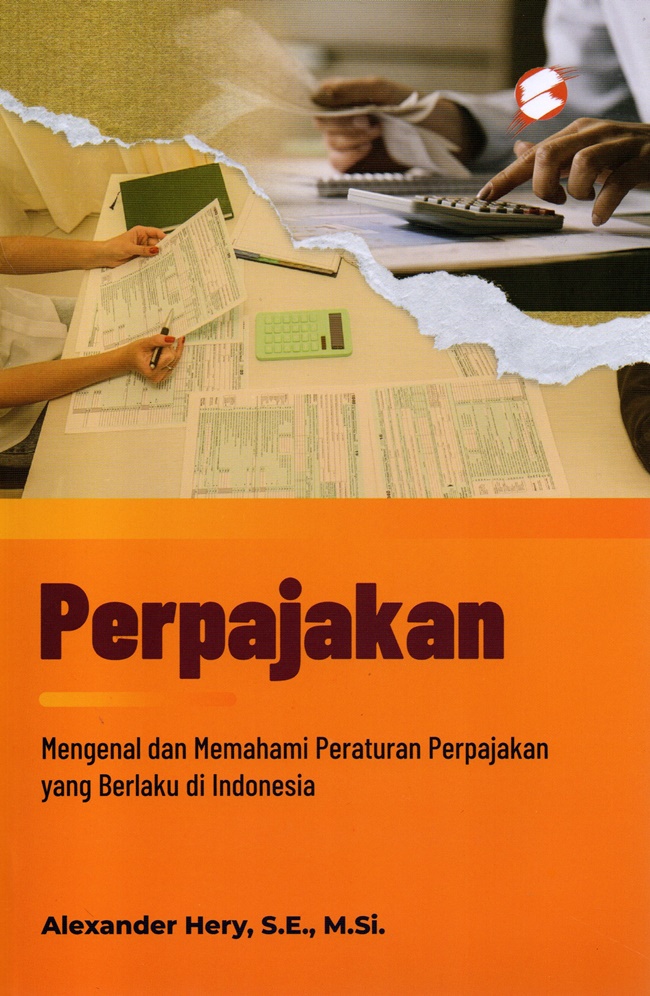 Perpajakan
Mengenal dan Memahami Peraturan Perpajakan
yang Berlaku di Indonesia
Alexander Hery, S.E., M.Si.